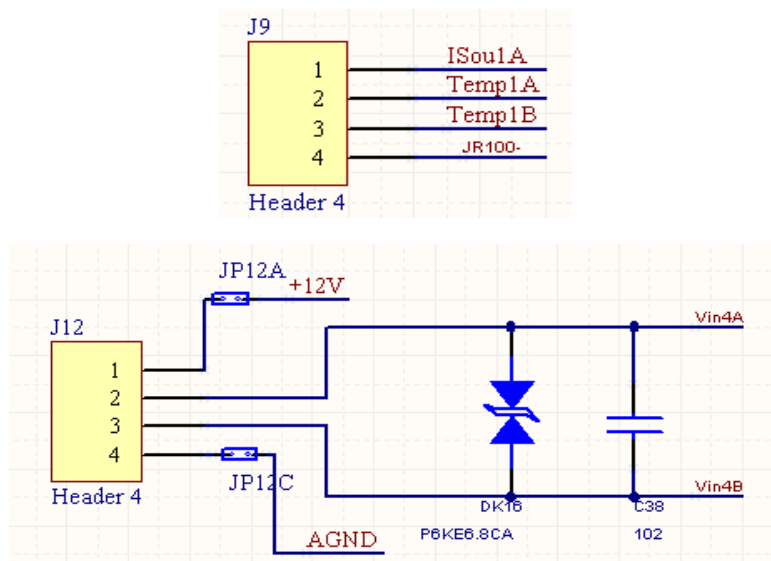 J9
1 ISou1A
2 Temp1A
3 Temp1B
4 JR100-
Header 4
JP12A
+12V
J12
1
2
3
4
Header 4
JP12C
AGND
Vin4A
Vin4B
DK16
P6KE6.8CA
C38
102